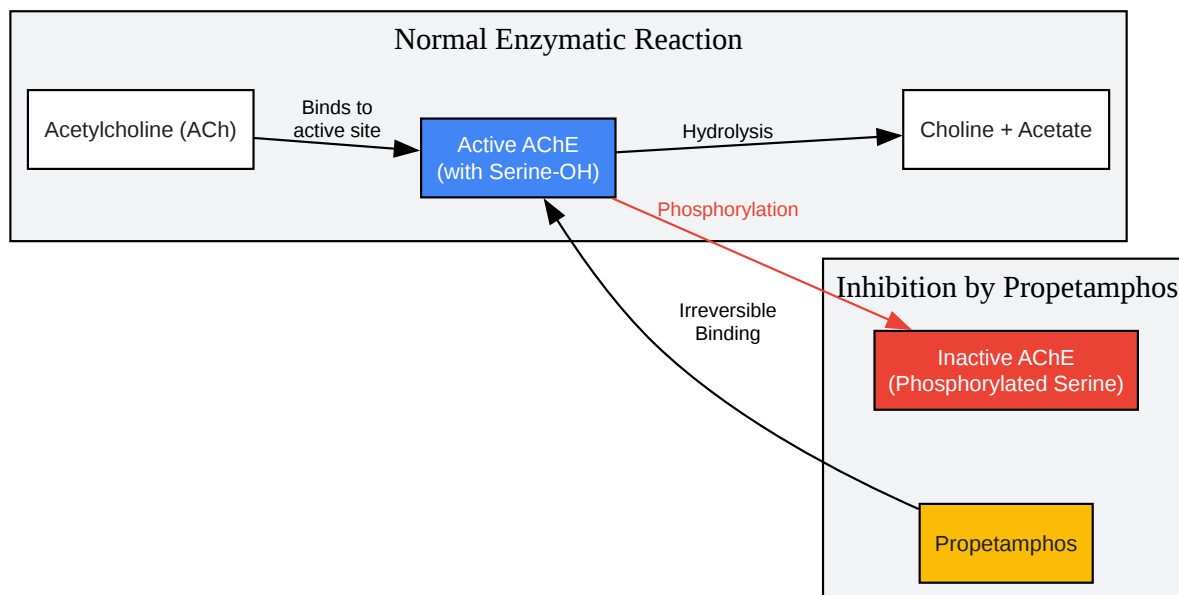 Normal Enzymatic Reaction
Acetylcholine (ACh)
Binds to
active site
Active AChE
(with Serine-OH)
Hydrolysis
Choline + Acetate
Phosphorylation
Inhibition by Propetamphos
Irreversible
Binding
Inactive AChE
(Phosphorylated Serine)
Propetamphos